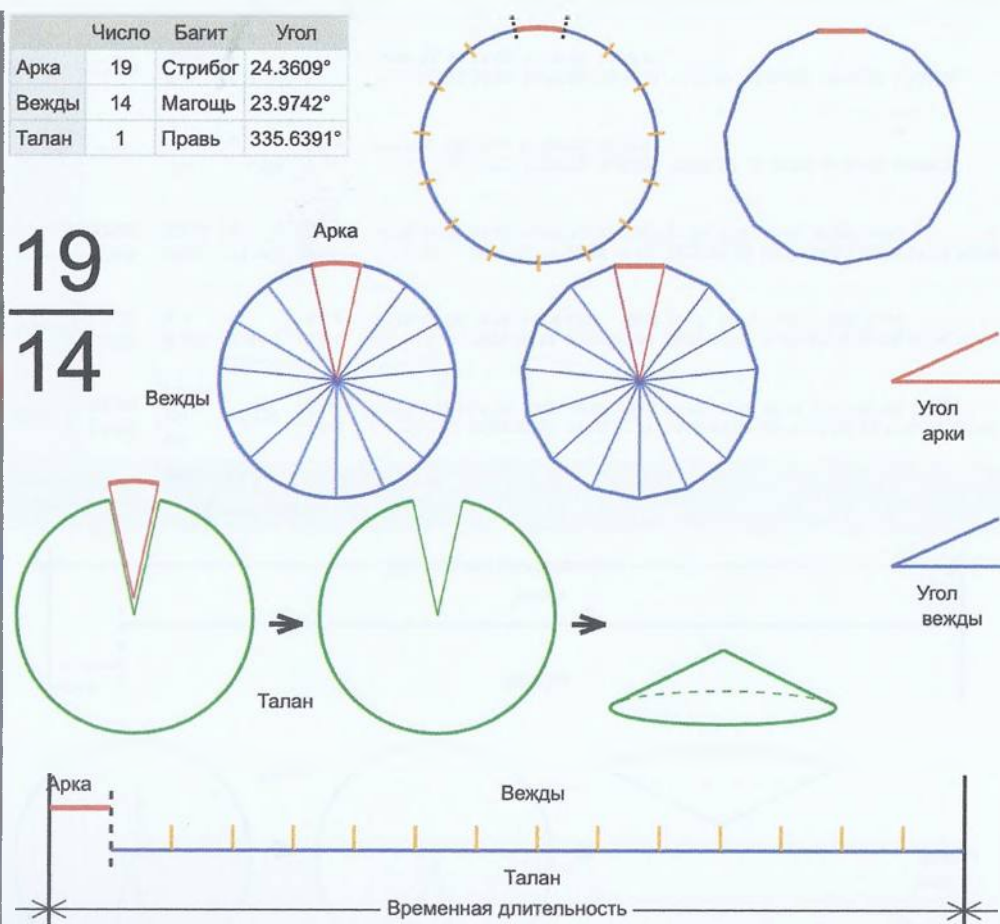 Число Багит Угол
Арка 19 Стрибог 24.3609°
Вежды 14 Магощь 23.9742°
Талан 1 Правь 335.6391°
19
14
Арка
Вежды
Угол
арки
Угол
вежды
Талан
Арка
Вежды
Талан
Временная длительность